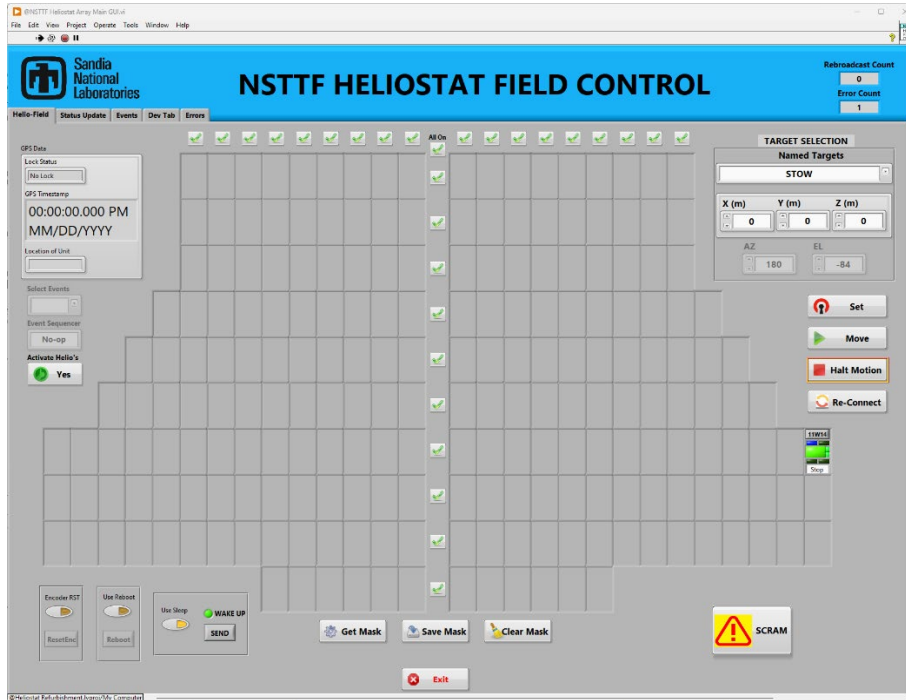 @NSTTF Heliostat Array Main GUI.vi
File Edit View Project Operate Tools Window Help
Sandia
National
Laboratories
NSTTF HELIOSTAT FIELD CONTROL
Rebroadcast Count
0
Error Count
1
Helio-Field Status Update Events Dev Tab Errors
All On
GPS Data
Lock Status
No Lock
GPS Timestamp
00:00:00.000 PM
MM/DD/YYYY
Location of Unit
Select Events
Event Sequencer
No-op
Activate Helio's
Yes
TARGET SELECTION
Named Targets
STOW
X (m) Y (m) Z (m)
0 0 0
AZ EL
180 -84
Set
Move
Halt Motion
Re-Connect
11W14
Stop
Encoder RST
ResetEnc
Use Reboot
Reboot
Use Sleep
WAKE UP
SEND
Get Mask Save Mask Clear Mask
SCRAM
Exit
@Heliostat Refurbishment.lvproj/My Computer